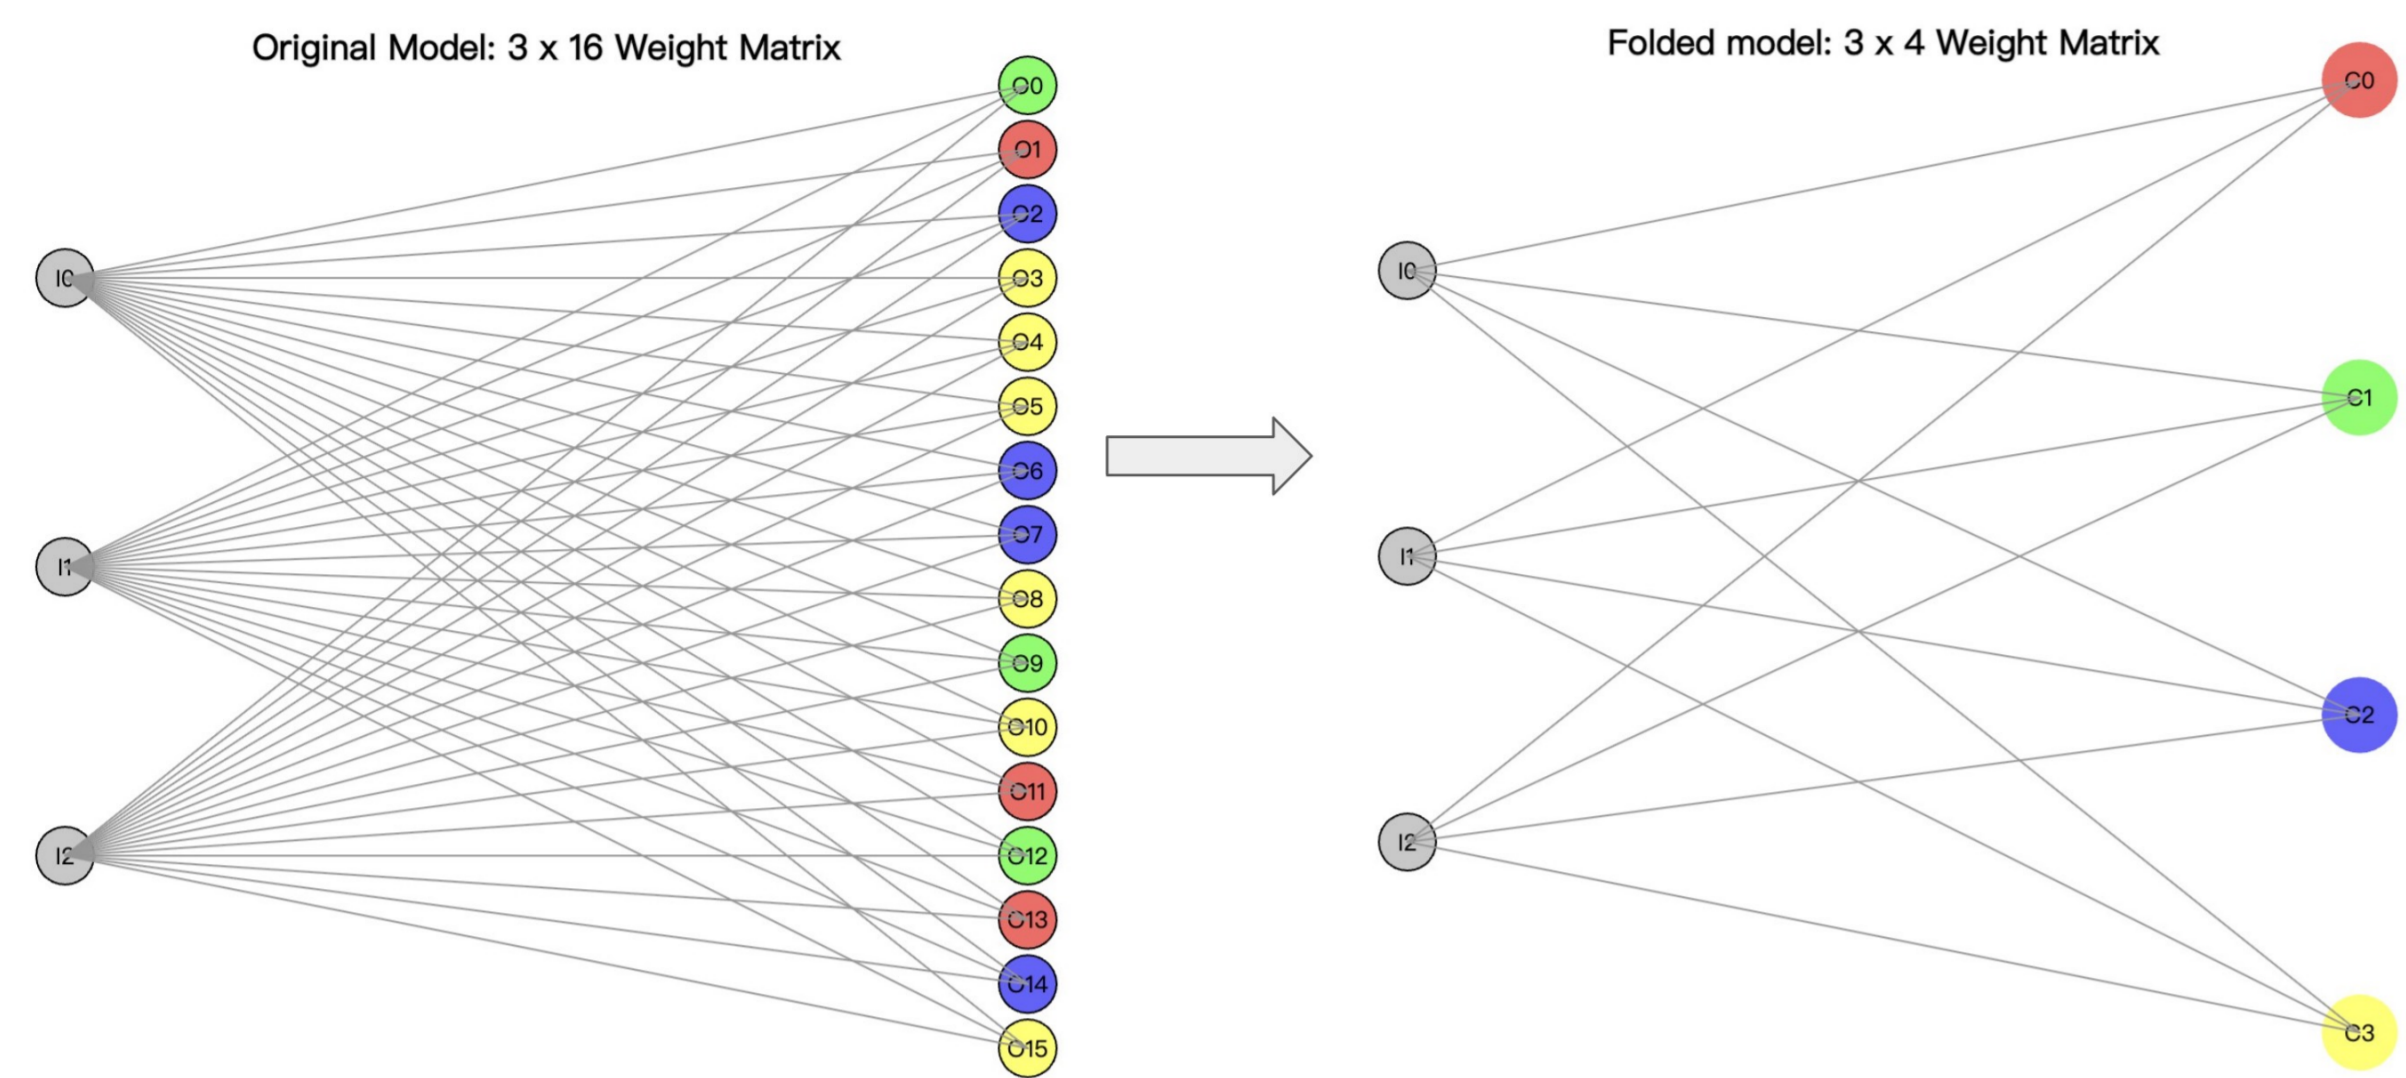 Original Model: 3 x 16 Weight Matrix
O0
O1
O2
O3
O4
O5
O6
O7
O8
O9
O10
O11
O12
O13
O14
O15
I0
I1
I2
Folded model: 3 x 4 Weight Matrix
I0
I1
I2
C0
C1
C2
C3